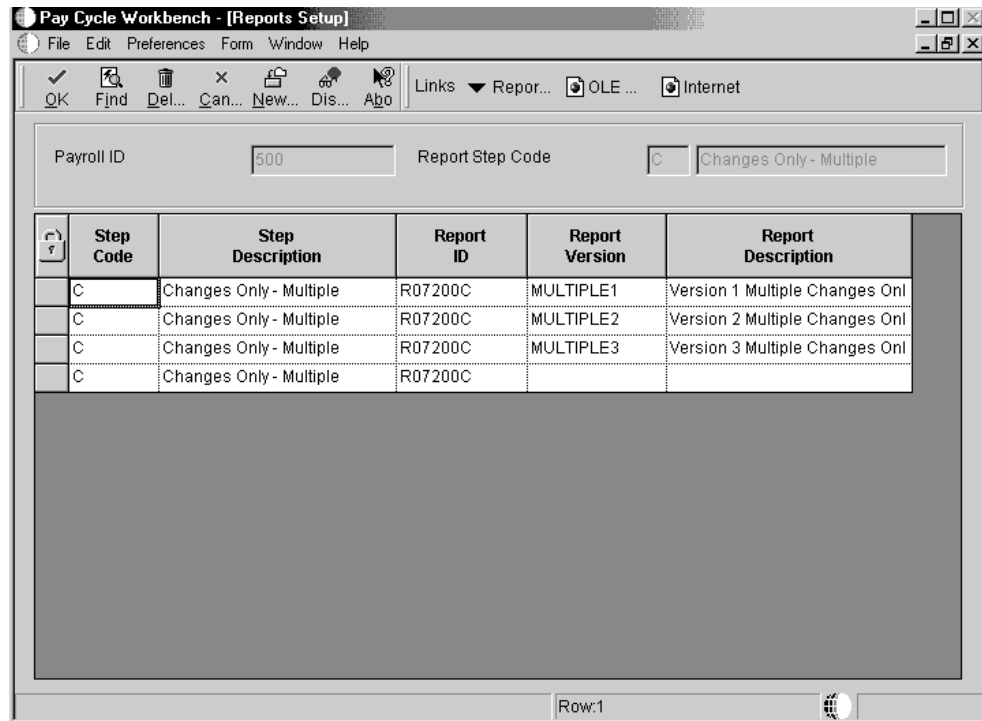 Pay Cycle Workbench - [Reports Setup]
File Edit Preferences Form Window Help
OK Find Del... Can... New... Dis... Abo Links Repor... OLE ... Internet
Payroll ID 500 Report Step Code C Changes Only - Multiple
Step Code Step Description Report ID Report Version Report Description
C Changes Only - Multiple R07200C MULTIPLE1 Version 1 Multiple Changes Onl
C Changes Only - Multiple R07200C MULTIPLE2 Version 2 Multiple Changes Onl
C Changes Only - Multiple R07200C MULTIPLE3 Version 3 Multiple Changes Onl
C Changes Only - Multiple R07200C
Row:1